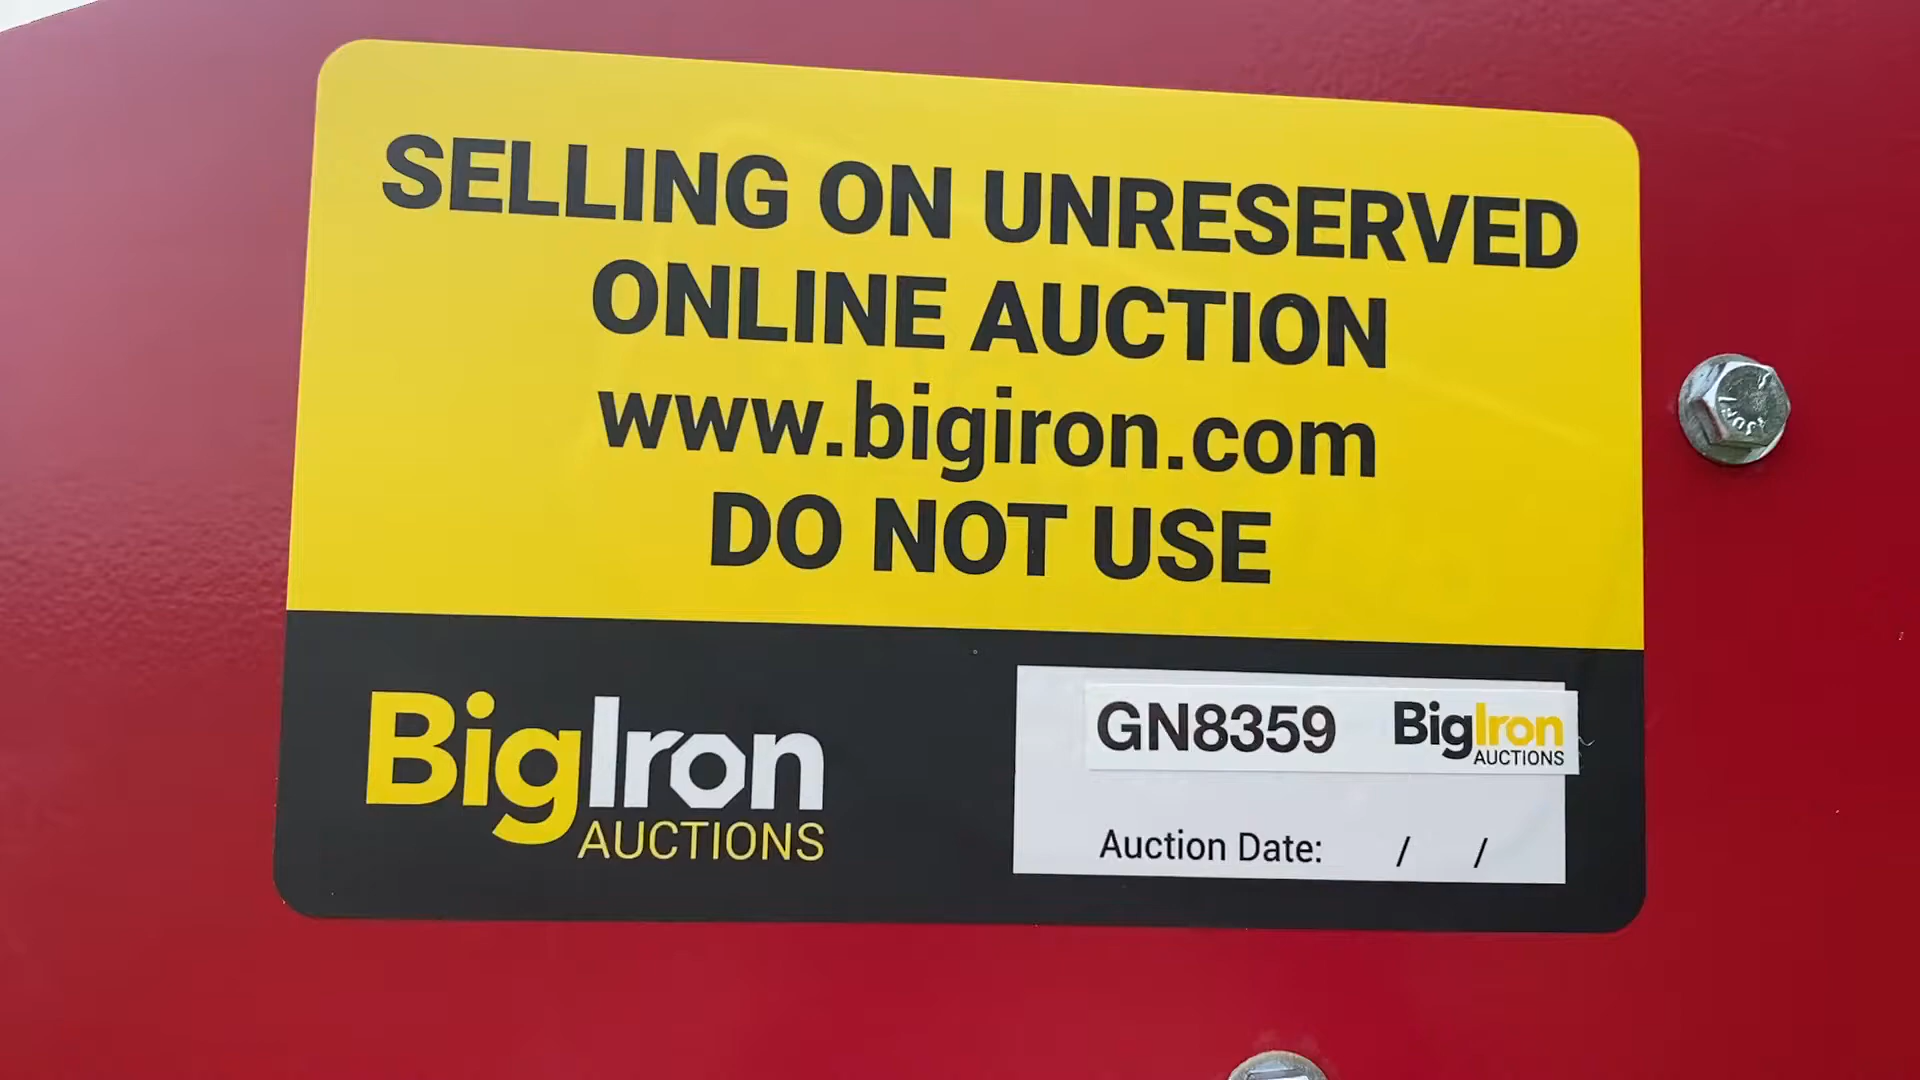 SELLING ON UNRESERVED
ONLINE AUCTION
www.bigiron.com
DO NOT USE
BigIron
AUCTIONS
GN8359 BigIron
AUCTIONS
Auction Date: / /